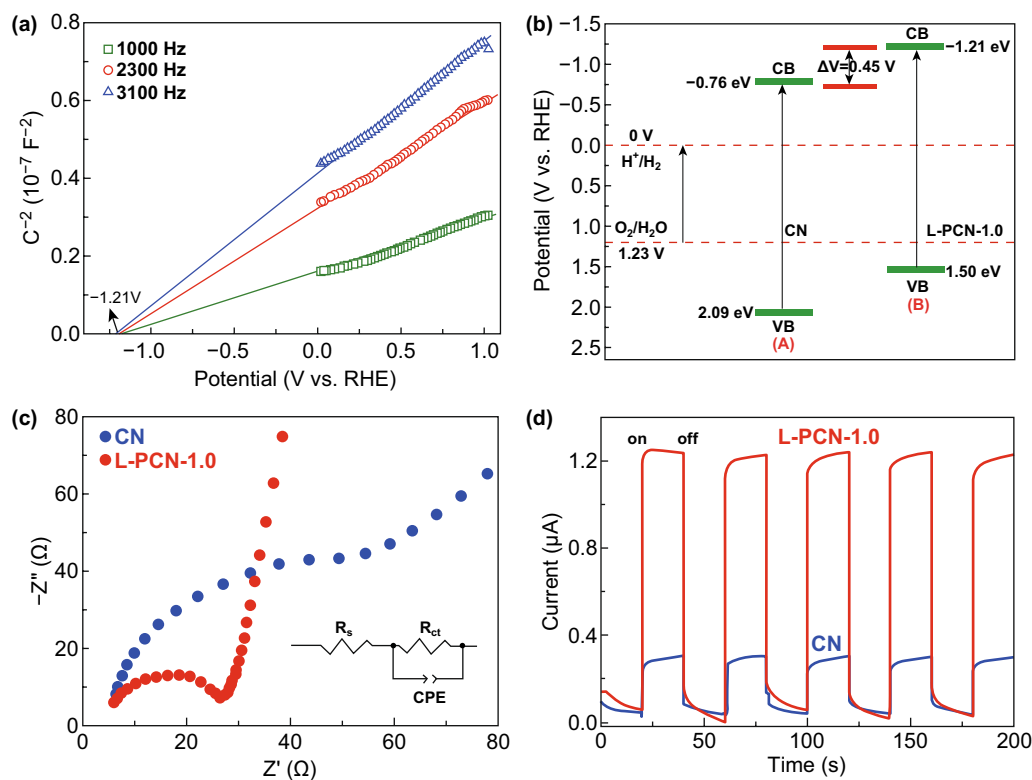 (a)
0.8
0.6
0.4
0.2
0.0
C⁻² (10⁻⁷ F⁻²)
1000 Hz
2300 Hz
3100 Hz
−1.21V
−1.0
−0.5
0.0
0.5
1.0
Potential (V vs. RHE)
(b)
−1.5
−1.0
−0.5
0.0
0.5
1.0
1.5
2.0
2.5
Potential (V vs. RHE)
CB
−1.21 eV
CB
ΔV=0.45 V
−0.76 eV
0 V
H⁺/H₂
O₂/H₂O
1.23 V
CN
L-PCN-1.0
1.50 eV
VB
(B)
2.09 eV
VB
(A)
(c)
80
60
40
20
0
−Z" (Ω)
CN
L-PCN-1.0
Rs
Rct
CPE
0
20
40
60
80
Z' (Ω)
(d)
1.2
0.8
0.4
0.0
Current (μA)
on
off
L-PCN-1.0
CN
0
50
100
150
200
Time (s)